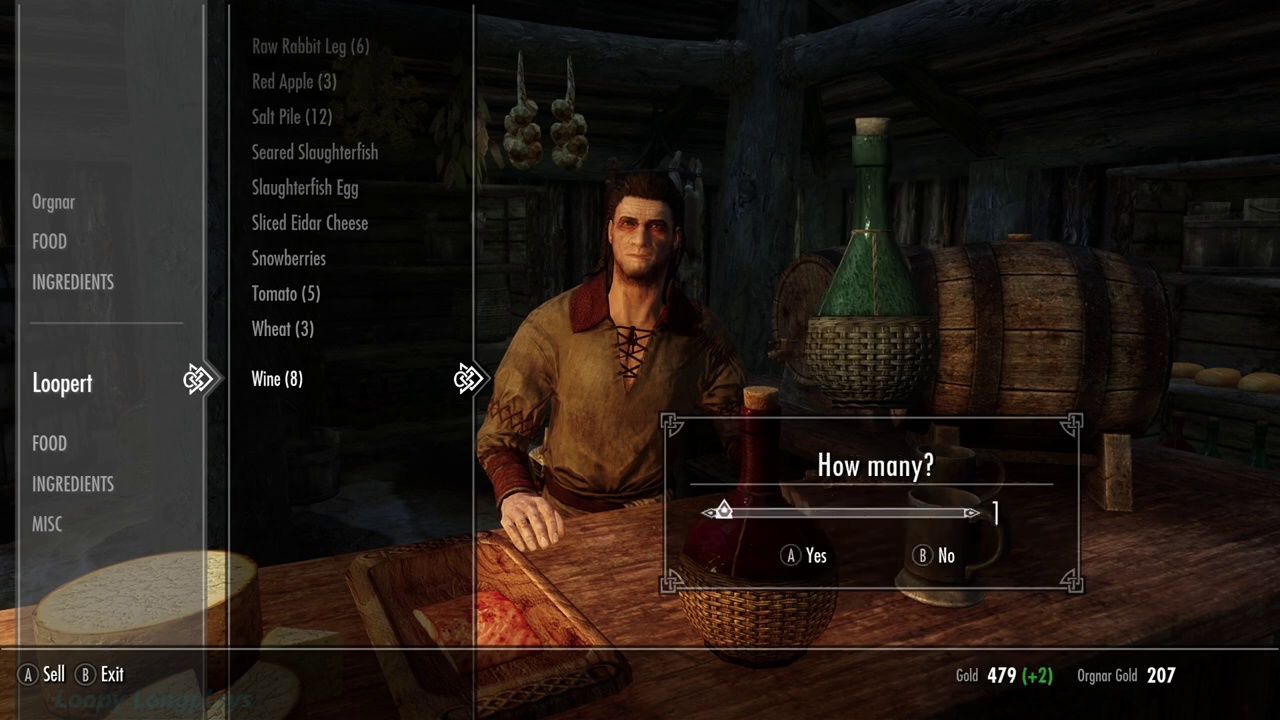 Orgnar
FOOD
INGREDIENTS
Loopert
FOOD
INGREDIENTS
MISC
Raw Rabbit Leg (6)
Red Apple (3)
Salt Pile (12)
Seared Slaughterfish
Slaughterfish Egg
Sliced Eidar Cheese
Snowberries
Tomato (5)
Wheat (3)
Wine (8)
How many?
1
A Yes B No
A Sell B Exit
Gold 479 (+2) Orgnar Gold 207
Loopy Longplays